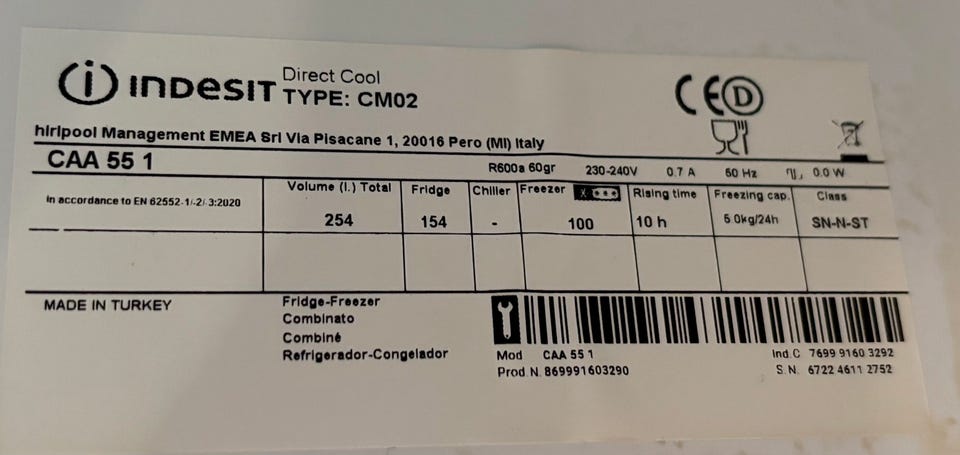 INDESIT Direct Cool
TYPE: CM02
CE D
hirlpool Management EMEA Srl Via Pisacane 1, 20016 Pero (MI) Italy
CAA 55 1 R600a 60gr 230-240V 0.7 A 50 Hz 0.0 W
In accordance to EN 62552-1/-2/-3:2020 Volume (l.) Total Fridge Chiller Freezer Rising time Freezing cap. Class
254 154 - 100 10 h 5.0kg/24h SN-N-ST
MADE IN TURKEY
Fridge-Freezer
Combinato
Combiné
Refrigerador-Congelador
Mod CAA 55 1 Ind.C 7699 9160 3292
Prod.N. 869991603290 S.N. 6722 4611 2752